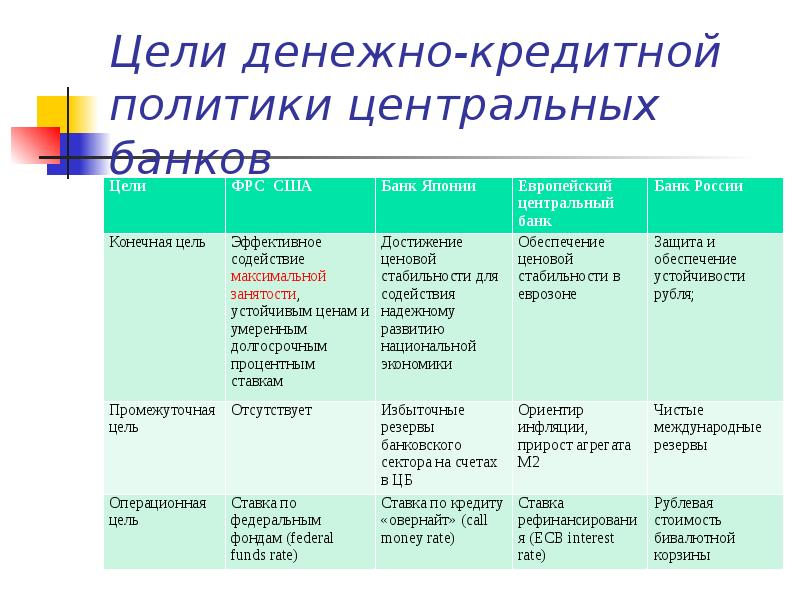 Цели денежно-кредитной
политики центральных
банков
Цели
ФРС США
Банк Японии
Европейский
центральный
банк
Банк России
Конечная цель
Эффективное
содействие
максимальной
занятости,
устойчивым ценам и
умеренным
долгосрочным
процентным
ставкам
Достижение
ценовой
стабильности для
содействия
надежному
развитию
национальной
экономики
Обеспечение
ценовой
стабильности в
еврозоне
Защита и
обеспечение
устойчивости
рубля;
Промежуточная
цель
Отсутствует
Избыточные
резервы
банковского
сектора на счетах
в ЦБ
Ориентир
инфляции,
прирост агрегата
М2
Чистые
международные
резервы
Операционная
цель
Ставка по
федеральным
фондам (federal
funds rate)
Ставка по кредиту
«овернайт» (call
money rate)
Ставка
рефинансировани
я (ECB interest
rate)
Рублевая
стоимость
бивалютной
корзины